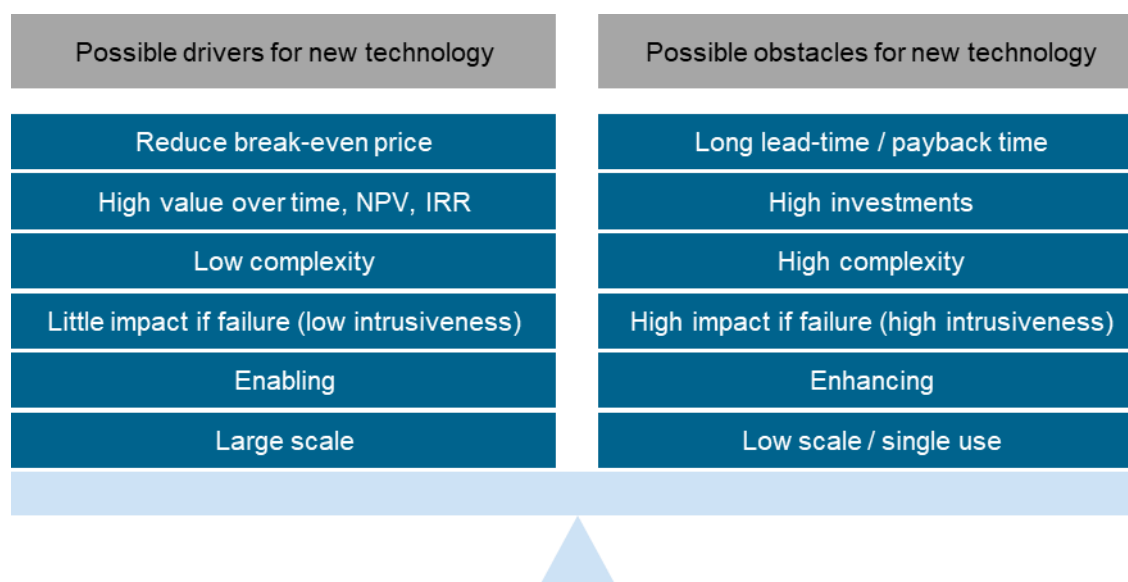 Possible drivers for new technology
Reduce break-even price
High value over time, NPV, IRR
Low complexity
Little impact if failure (low intrusiveness)
Enabling
Large scale
Possible obstacles for new technology
Long lead-time / payback time
High investments
High complexity
High impact if failure (high intrusiveness)
Enhancing
Low scale / single use